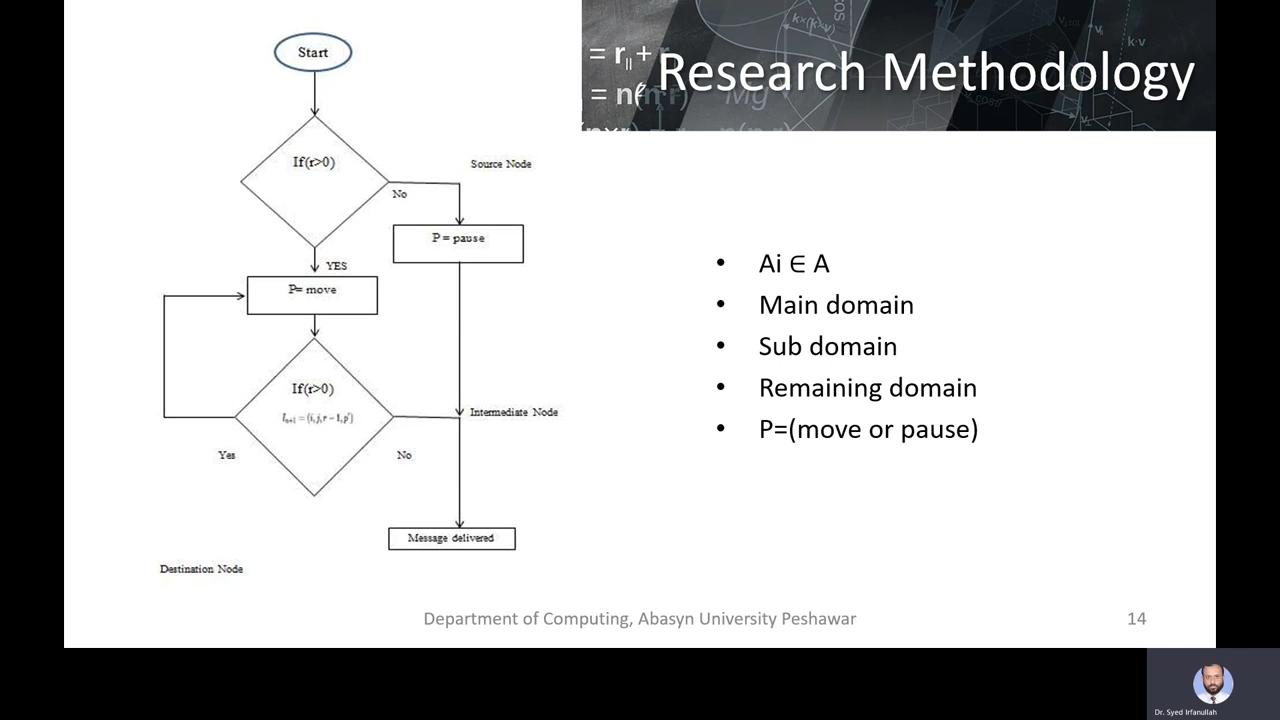 Research Methodology
Start
If(r>0)
Source Node
No
P = pause
YES
P= move
If(r>0)
Intermediate Node
Yes
No
Message delivered
Destination Node
• Ai ∈ A
• Main domain
• Sub domain
• Remaining domain
• P=(move or pause)
Department of Computing, Abasyn University Peshawar
14
Dr. Syed Irfanullah